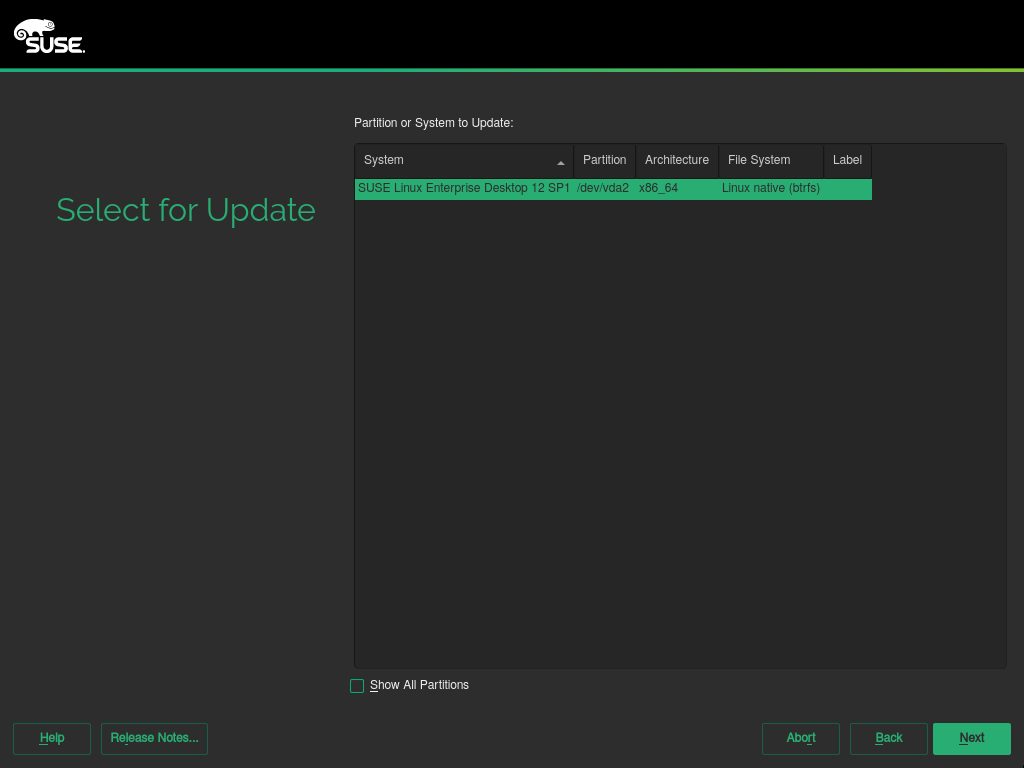 SUSE.
Partition or System to Update:
System Partition Architecture File System Label
SUSE Linux Enterprise Desktop 12 SP1 /dev/vda2 x86_64 Linux native (btrfs)
Select for Update
Show All Partitions
Help Release Notes... Abort Back Next